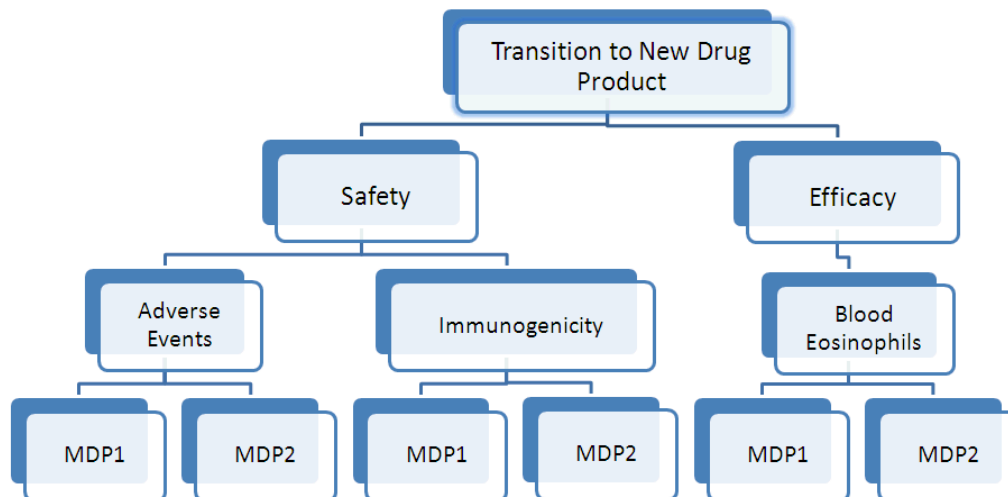 Transition to New Drug
Product
Safety
Efficacy
Adverse
Events
Immunogenicity
Blood
Eosinophils
MDP1
MDP2
MDP1
MDP2
MDP1
MDP2